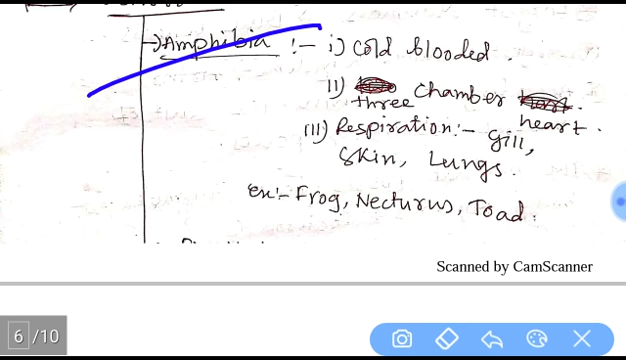 →Amphibia :- i) Cold blooded.
ii) three Chamber heart.
iii) Respiration:- gill,
Skin, Lungs.
ex:- Frog, Necturus, Toad.
Scanned by CamScanner
6 /10